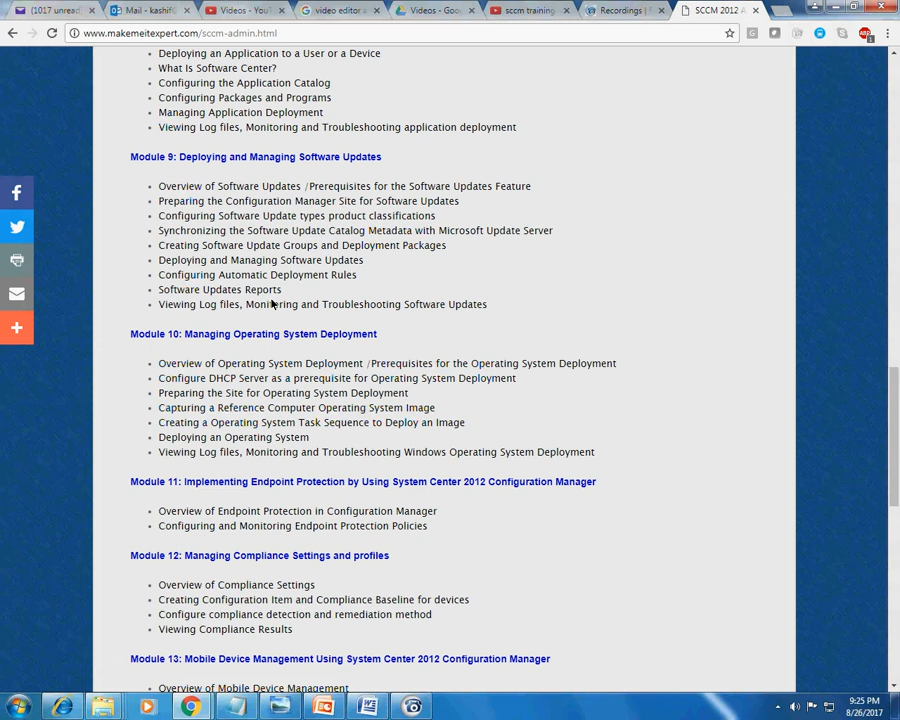 (1017 unread
Mail - kashif
Videos - You
video editor s
Videos - Goo
sccm training
Recordings |
SCCM 2012 A
www.makemeitexpert.com/sccm-admin.html
Deploying an Application to a User or a Device
What Is Software Center?
Configuring the Application Catalog
Configuring Packages and Programs
Managing Application Deployment
Viewing Log files, Monitoring and Troubleshooting application deployment
Module 9: Deploying and Managing Software Updates
Overview of Software Updates /Prerequisites for the Software Updates Feature
Preparing the Configuration Manager Site for Software Updates
Configuring Software Update types product classifications
Synchronizing the Software Update Catalog Metadata with Microsoft Update Server
Creating Software Update Groups and Deployment Packages
Deploying and Managing Software Updates
Configuring Automatic Deployment Rules
Software Updates Reports
Viewing Log files, Monitoring and Troubleshooting Software Updates
Module 10: Managing Operating System Deployment
Overview of Operating System Deployment /Prerequisites for the Operating System Deployment
Configure DHCP Server as a prerequisite for Operating System Deployment
Preparing the Site for Operating System Deployment
Capturing a Reference Computer Operating System Image
Creating a Operating System Task Sequence to Deploy an Image
Deploying an Operating System
Viewing Log files, Monitoring and Troubleshooting Windows Operating System Deployment
Module 11: Implementing Endpoint Protection by Using System Center 2012 Configuration Manager
Overview of Endpoint Protection in Configuration Manager
Configuring and Monitoring Endpoint Protection Policies
Module 12: Managing Compliance Settings and profiles
Overview of Compliance Settings
Creating Configuration Item and Compliance Baseline for devices
Configure compliance detection and remediation method
Viewing Compliance Results
Module 13: Mobile Device Management Using System Center 2012 Configuration Manager
Overview of Mobile Device Management
9:25 PM
8/26/2017